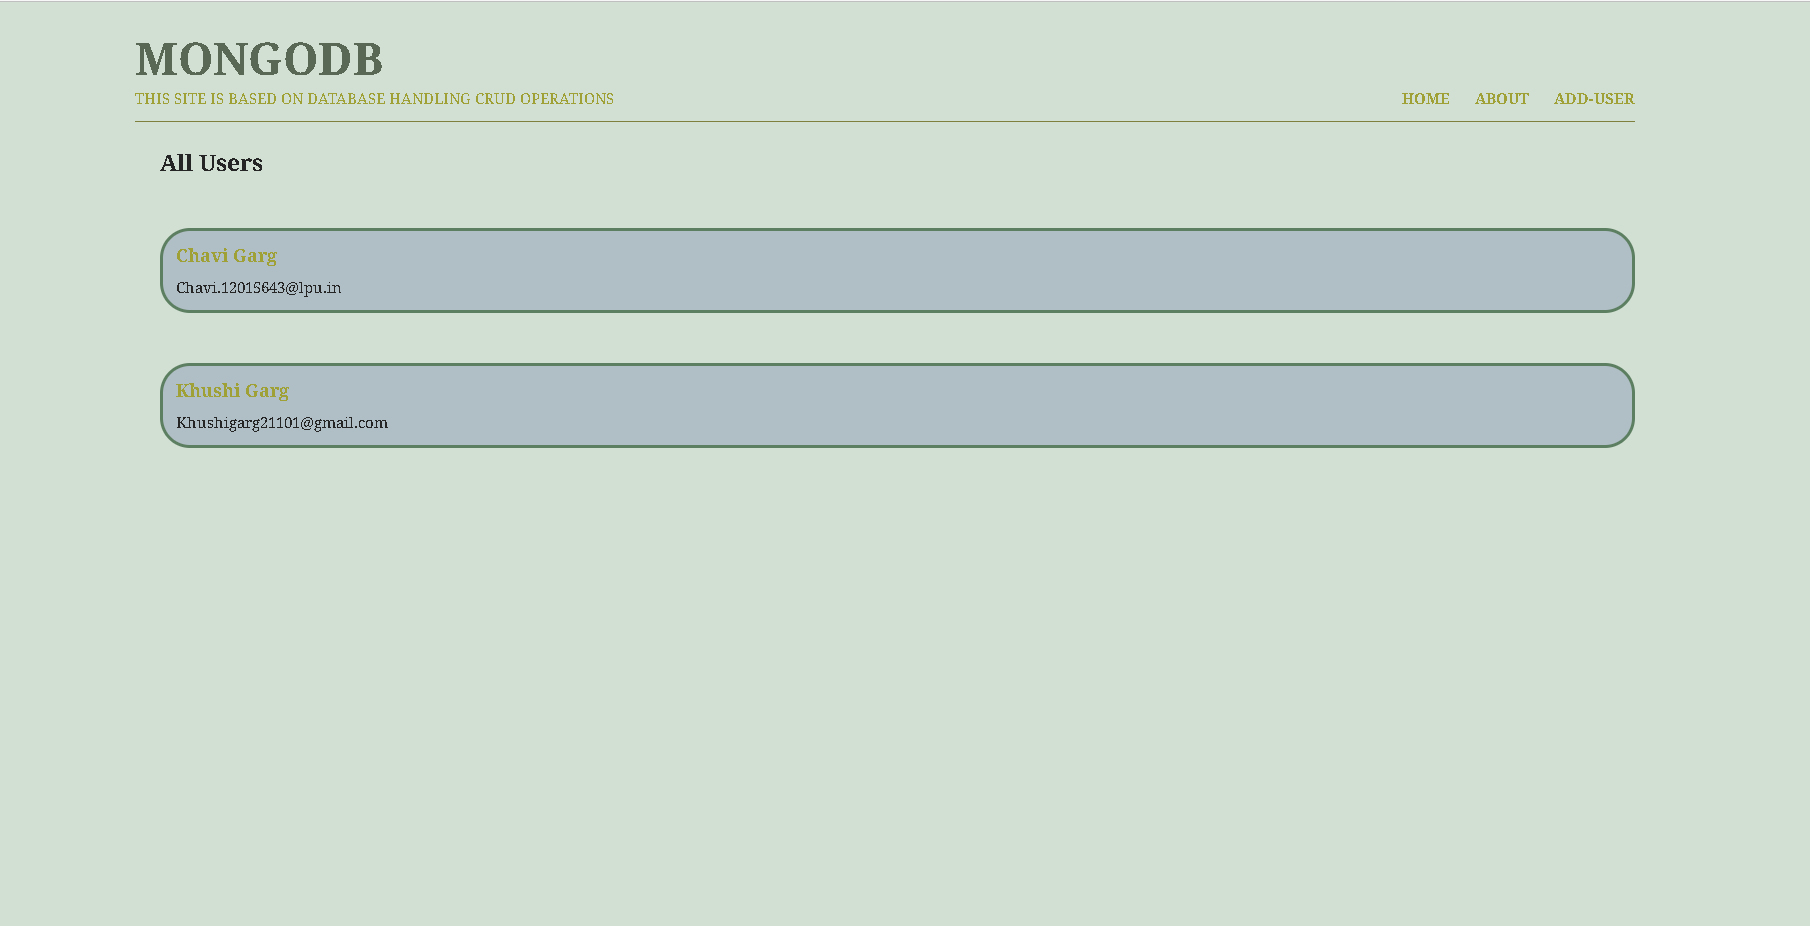 MONGODB
THIS SITE IS BASED ON DATABASE HANDLING CRUD OPERATIONS
HOME ABOUT ADD-USER
All Users
Chavi Garg
Chavi.12015643@lpu.in
Khushi Garg
Khushigarg21101@gmail.com